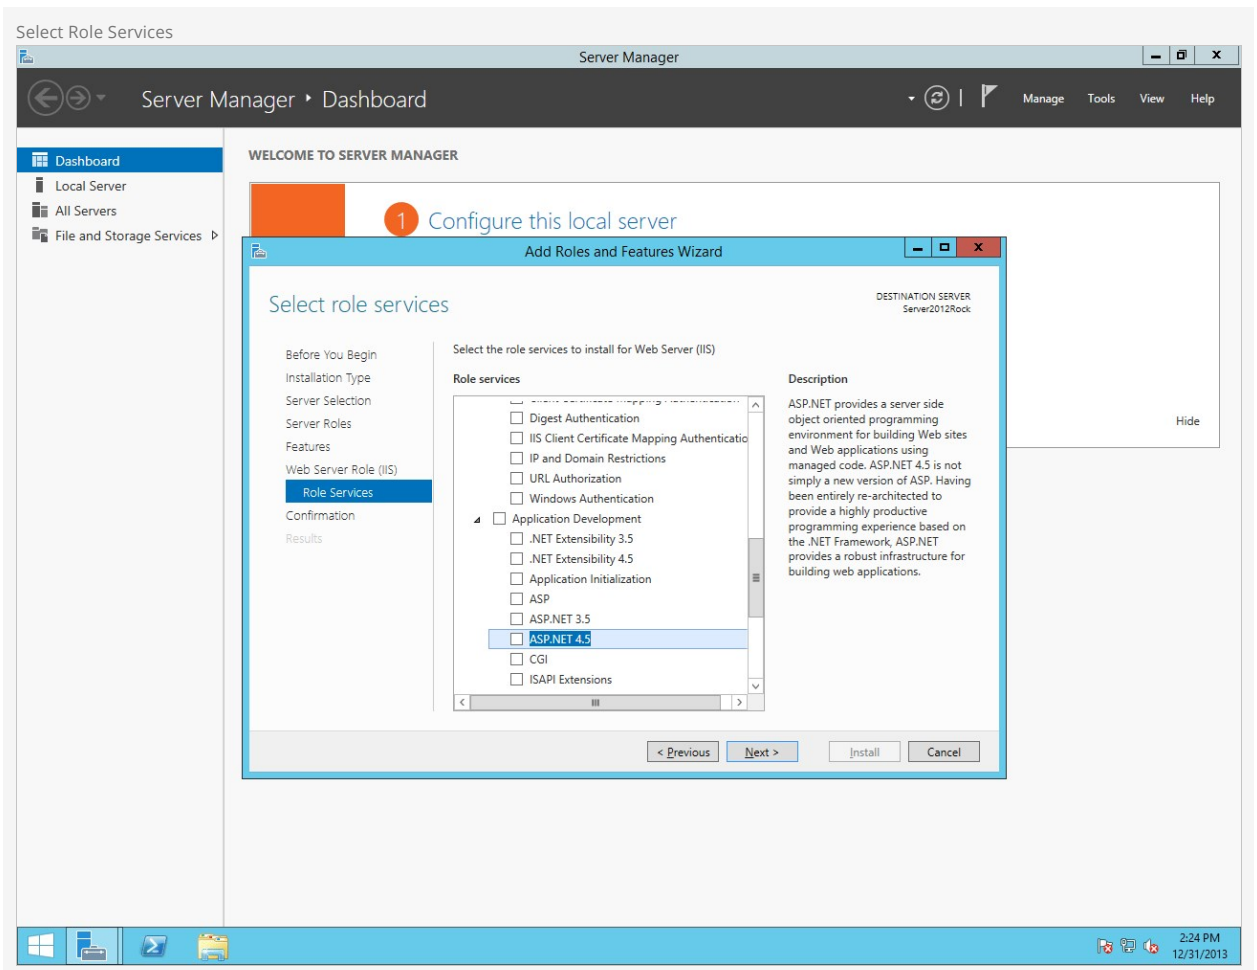 Select Role Services
Server Manager
Server Manager Dashboard
Manage Tools View Help
Dashboard
Local Server
All Servers
File and Storage Services
WELCOME TO SERVER MANAGER
1 Configure this local server
Hide
Add Roles and Features Wizard
Select role services
DESTINATION SERVER
Server2012Rock
Before You Begin
Installation Type
Server Selection
Server Roles
Features
Web Server Role (IIS)
Role Services
Confirmation
Results
Select the role services to install for Web Server (IIS)
Role services
Digest Authentication
IIS Client Certificate Mapping Authenticatio
IP and Domain Restrictions
URL Authorization
Windows Authentication
Application Development
.NET Extensibility 3.5
.NET Extensibility 4.5
Application Initialization
ASP
ASP.NET 3.5
ASP.NET 4.5
CGI
ISAPI Extensions
Description
ASP.NET provides a server side
object oriented programming
environment for building Web sites
and Web applications using
managed code. ASP.NET 4.5 is not
simply a new version of ASP. Having
been entirely re-architected to
provide a highly productive
programming experience based on
the .NET Framework, ASP.NET
provides a robust infrastructure for
building web applications.
< Previous Next > Install Cancel
2:24 PM
12/31/2013